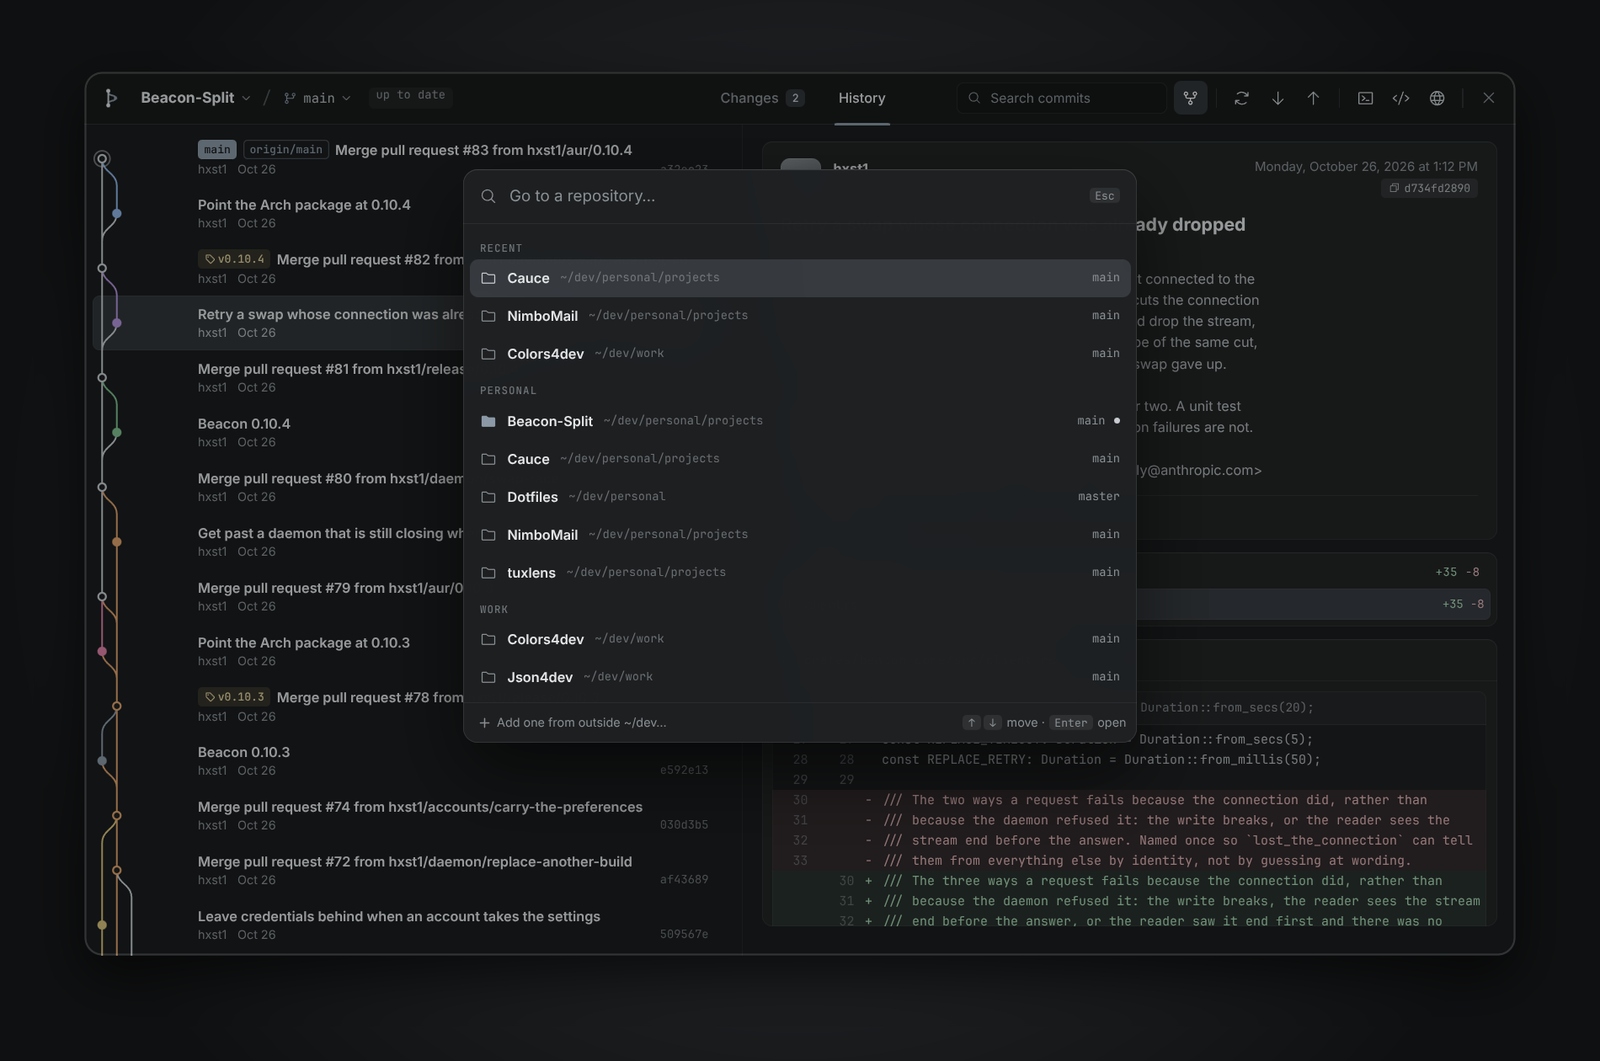 Beacon-Split / main up to date Changes 2 History Search commits
main origin/main Merge pull request #83 from hxst1/aur/0.10.4
hxst1 Oct 26
Point the Arch package at 0.10.4
hxst1 Oct 26
v0.10.4 Merge pull request #82 from
hxst1 Oct 26
Retry a swap whose connection was alre
hxst1 Oct 26
Merge pull request #81 from hxst1/releas
hxst1 Oct 26
Beacon 0.10.4
hxst1 Oct 26
Merge pull request #80 from hxst1/daem
hxst1 Oct 26
Get past a daemon that is still closing wh
hxst1 Oct 26
Merge pull request #79 from hxst1/aur/0
hxst1 Oct 26
Point the Arch package at 0.10.3
hxst1 Oct 26
v0.10.3 Merge pull request #78 from
hxst1 Oct 26
Beacon 0.10.3
hxst1 Oct 26 e592e13
Merge pull request #74 from hxst1/accounts/carry-the-preferences
hxst1 Oct 26 030d3b5
Merge pull request #72 from hxst1/daemon/replace-another-build
hxst1 Oct 26 af43689
Leave credentials behind when an account takes the settings
hxst1 Oct 26 509567e
Go to a repository... Esc
RECENT
Cauce ~/dev/personal/projects main
NimboMail ~/dev/personal/projects main
Colors4dev ~/dev/work main
PERSONAL
Beacon-Split ~/dev/personal/projects main
Cauce ~/dev/personal/projects main
Dotfiles ~/dev/personal master
NimboMail ~/dev/personal/projects main
tuxlens ~/dev/personal/projects main
WORK
Colors4dev ~/dev/work main
Json4dev ~/dev/work main
+ Add one from outside ~/dev... ↑ ↓ move · Enter open
hxst1 Monday, October 26, 2026 at 1:12 PM
d734fd2890
ady dropped
t connected to the
cuts the connection
d drop the stream,
pe of the same cut,
swap gave up.
r two. A unit test
on failures are not.
ly@anthropic.com>
+35 -8
+35 -8
Duration::from_secs(20);
Duration::from_secs(5);
28 28 const REPLACE_RETRY: Duration = Duration::from_millis(50);
29 29
30 - /// The two ways a request fails because the connection did, rather than
31 - /// because the daemon refused it: the write breaks, or the reader sees the
32 - /// stream end before the answer. Named once so `lost_the_connection` can tell
33 - /// them from everything else by identity, not by guessing at wording.
30 + /// The three ways a request fails because the connection did, rather than
31 + /// because the daemon refused it: the write breaks, the reader sees the stream
32 + /// end before the answer, or the reader saw it end first and there was no